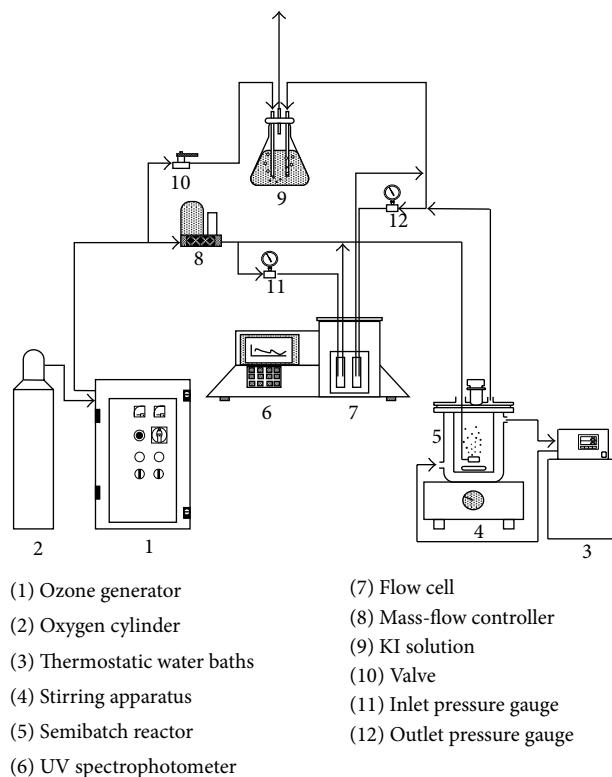 10
9
12
8
11
6
7
5
4
2
1
3
(1) Ozone generator
(2) Oxygen cylinder
(3) Thermostatic water baths
(4) Stirring apparatus
(5) Semibatch reactor
(6) UV spectrophotometer
(7) Flow cell
(8) Mass-flow controller
(9) KI solution
(10) Valve
(11) Inlet pressure gauge
(12) Outlet pressure gauge